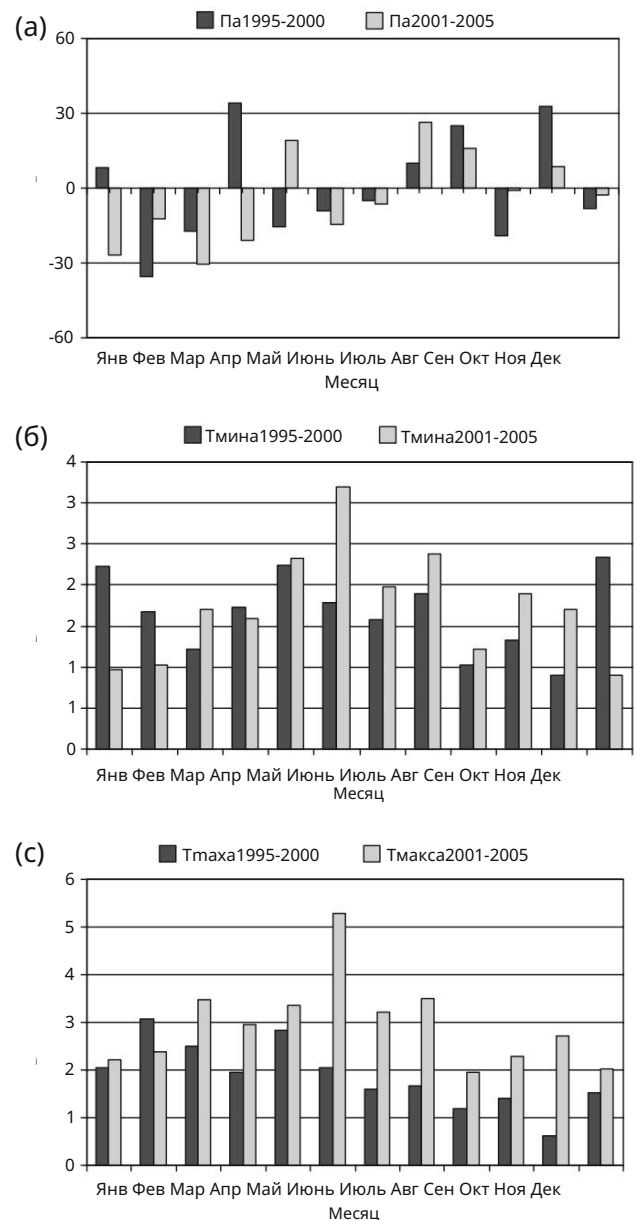 (а)
Па1995-2000 Па2001-2005
60
30
0
-30
-60
Янв Фев Мар Апр Май Июнь Июль Авг Сен Окт Ноя Дек
Месяц
(б)
Тмина1995-2000 Тмина2001-2005
4
3
3
2
2
1
1
0
Янв Фев Мар Апр Май Июнь Июль Авг Сен Окт Ноя Дек
Месяц
(с)
Tmaxa1995-2000 Тмакса2001-2005
6
5
4
3
2
1
0
Янв Фев Мар Апр Май Июнь Июль Авг Сен Окт Ноя Дек
Месяц